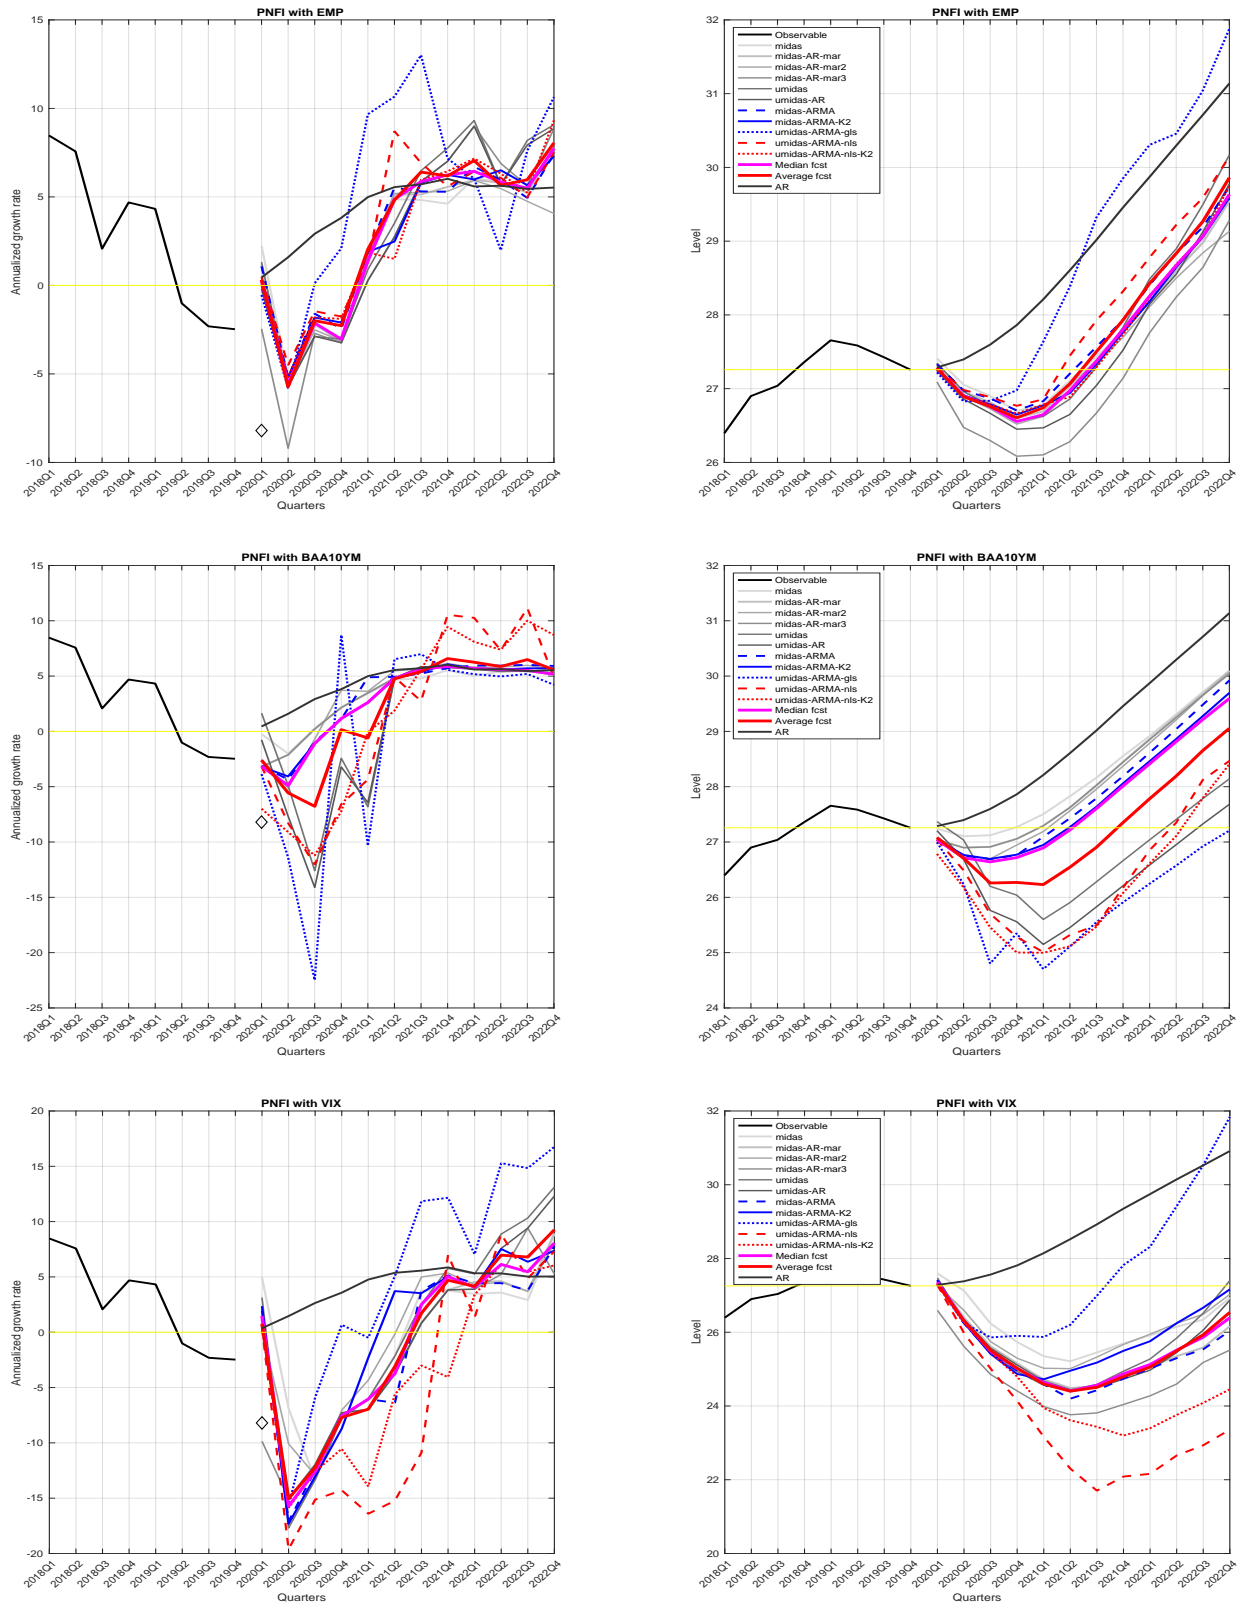 PNFI with EMP
15
10
5
0
-5
-10
Annualized growth rate
2018Q1
2018Q2
2018Q3
2018Q4
2019Q1
2019Q2
2019Q3
2019Q4
2020Q1
2020Q2
2020Q3
2020Q4
2021Q1
2021Q2
2021Q3
2021Q4
2022Q1
2022Q2
2022Q3
2022Q4
Quarters
PNFI with EMP
32
31
30
29
28
27
26
Level
Observable
midas
midas-AR-mar
midas-AR-mar2
midas-AR-mar3
umidas
umidas-AR
midas-ARMA
midas-ARMA-K2
umidas-ARMA-gls
umidas-ARMA-nls
umidas-ARMA-nls-K2
Median fcst
Average fcst
AR
2018Q1
2018Q2
2018Q3
2018Q4
2019Q1
2019Q2
2019Q3
2019Q4
2020Q1
2020Q2
2020Q3
2020Q4
2021Q1
2021Q2
2021Q3
2021Q4
2022Q1
2022Q2
2022Q3
2022Q4
Quarters
PNFI with BAA10YM
15
10
5
0
-5
-10
-15
-20
-25
Annualized growth rate
2018Q1
2018Q2
2018Q3
2018Q4
2019Q1
2019Q2
2019Q3
2019Q4
2020Q1
2020Q2
2020Q3
2020Q4
2021Q1
2021Q2
2021Q3
2021Q4
2022Q1
2022Q2
2022Q3
2022Q4
Quarters
PNFI with BAA10YM
32
31
30
29
28
27
26
25
24
Level
Observable
midas
midas-AR-mar
midas-AR-mar2
midas-AR-mar3
umidas
umidas-AR
midas-ARMA
midas-ARMA-K2
umidas-ARMA-gls
umidas-ARMA-nls
umidas-ARMA-nls-K2
Median fcst
Average fcst
AR
2018Q1
2018Q2
2018Q3
2018Q4
2019Q1
2019Q2
2019Q3
2019Q4
2020Q1
2020Q2
2020Q3
2020Q4
2021Q1
2021Q2
2021Q3
2021Q4
2022Q1
2022Q2
2022Q3
2022Q4
Quarters
PNFI with VIX
20
15
10
5
0
-5
-10
-15
-20
Annualized growth rate
2018Q1
2018Q2
2018Q3
2018Q4
2019Q1
2019Q2
2019Q3
2019Q4
2020Q1
2020Q2
2020Q3
2020Q4
2021Q1
2021Q2
2021Q3
2021Q4
2022Q1
2022Q2
2022Q3
2022Q4
Quarters
PNFI with VIX
32
30
28
26
24
22
20
Level
Observable
midas
midas-AR-mar
midas-AR-mar2
midas-AR-mar3
umidas
umidas-AR
midas-ARMA
midas-ARMA-K2
umidas-ARMA-gls
umidas-ARMA-nls
umidas-ARMA-nls-K2
Median fcst
Average fcst
AR
2018Q1
2018Q2
2018Q3
2018Q4
2019Q1
2019Q2
2019Q3
2019Q4
2020Q1
2020Q2
2020Q3
2020Q4
2021Q1
2021Q2
2021Q3
2021Q4
2022Q1
2022Q2
2022Q3
2022Q4
Quarters